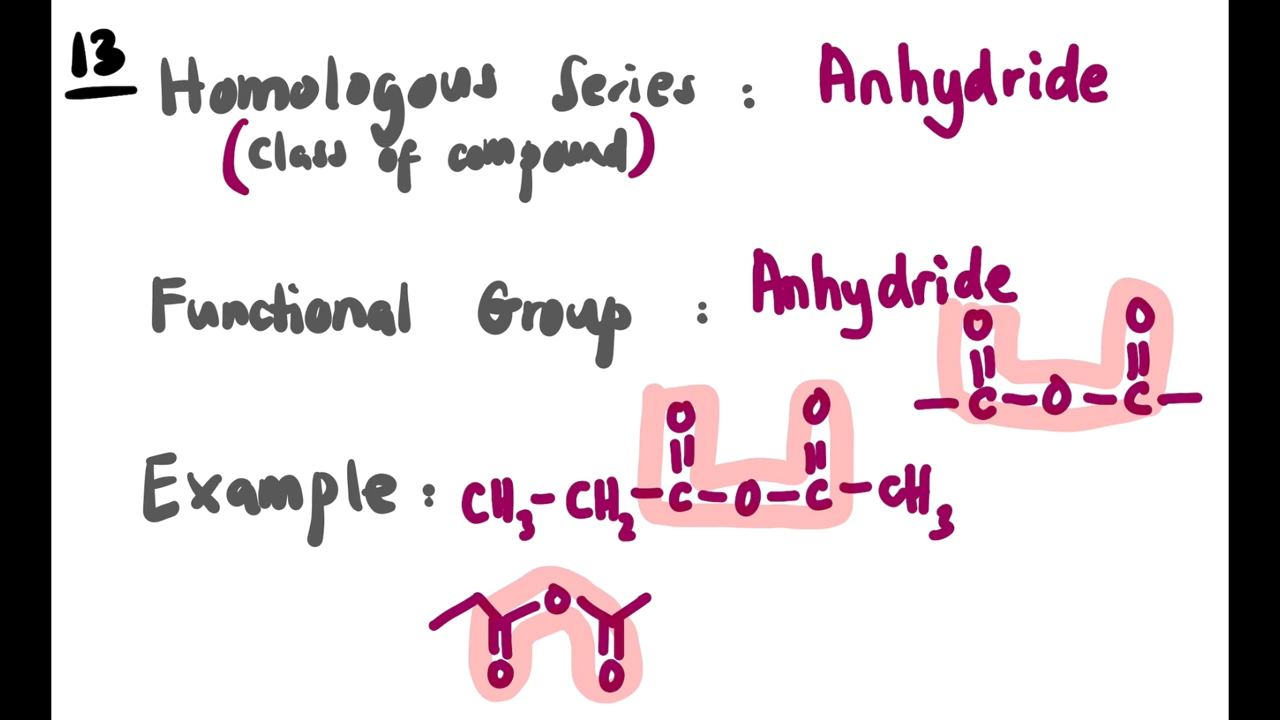 13 Homologous Series : Anhydride
(class of compound)
Functional Group : Anhydride
O O
|| ||
—C—O—C—
O O
|| ||
Example : CH3—CH2—C—O—C—CH3
O
O O